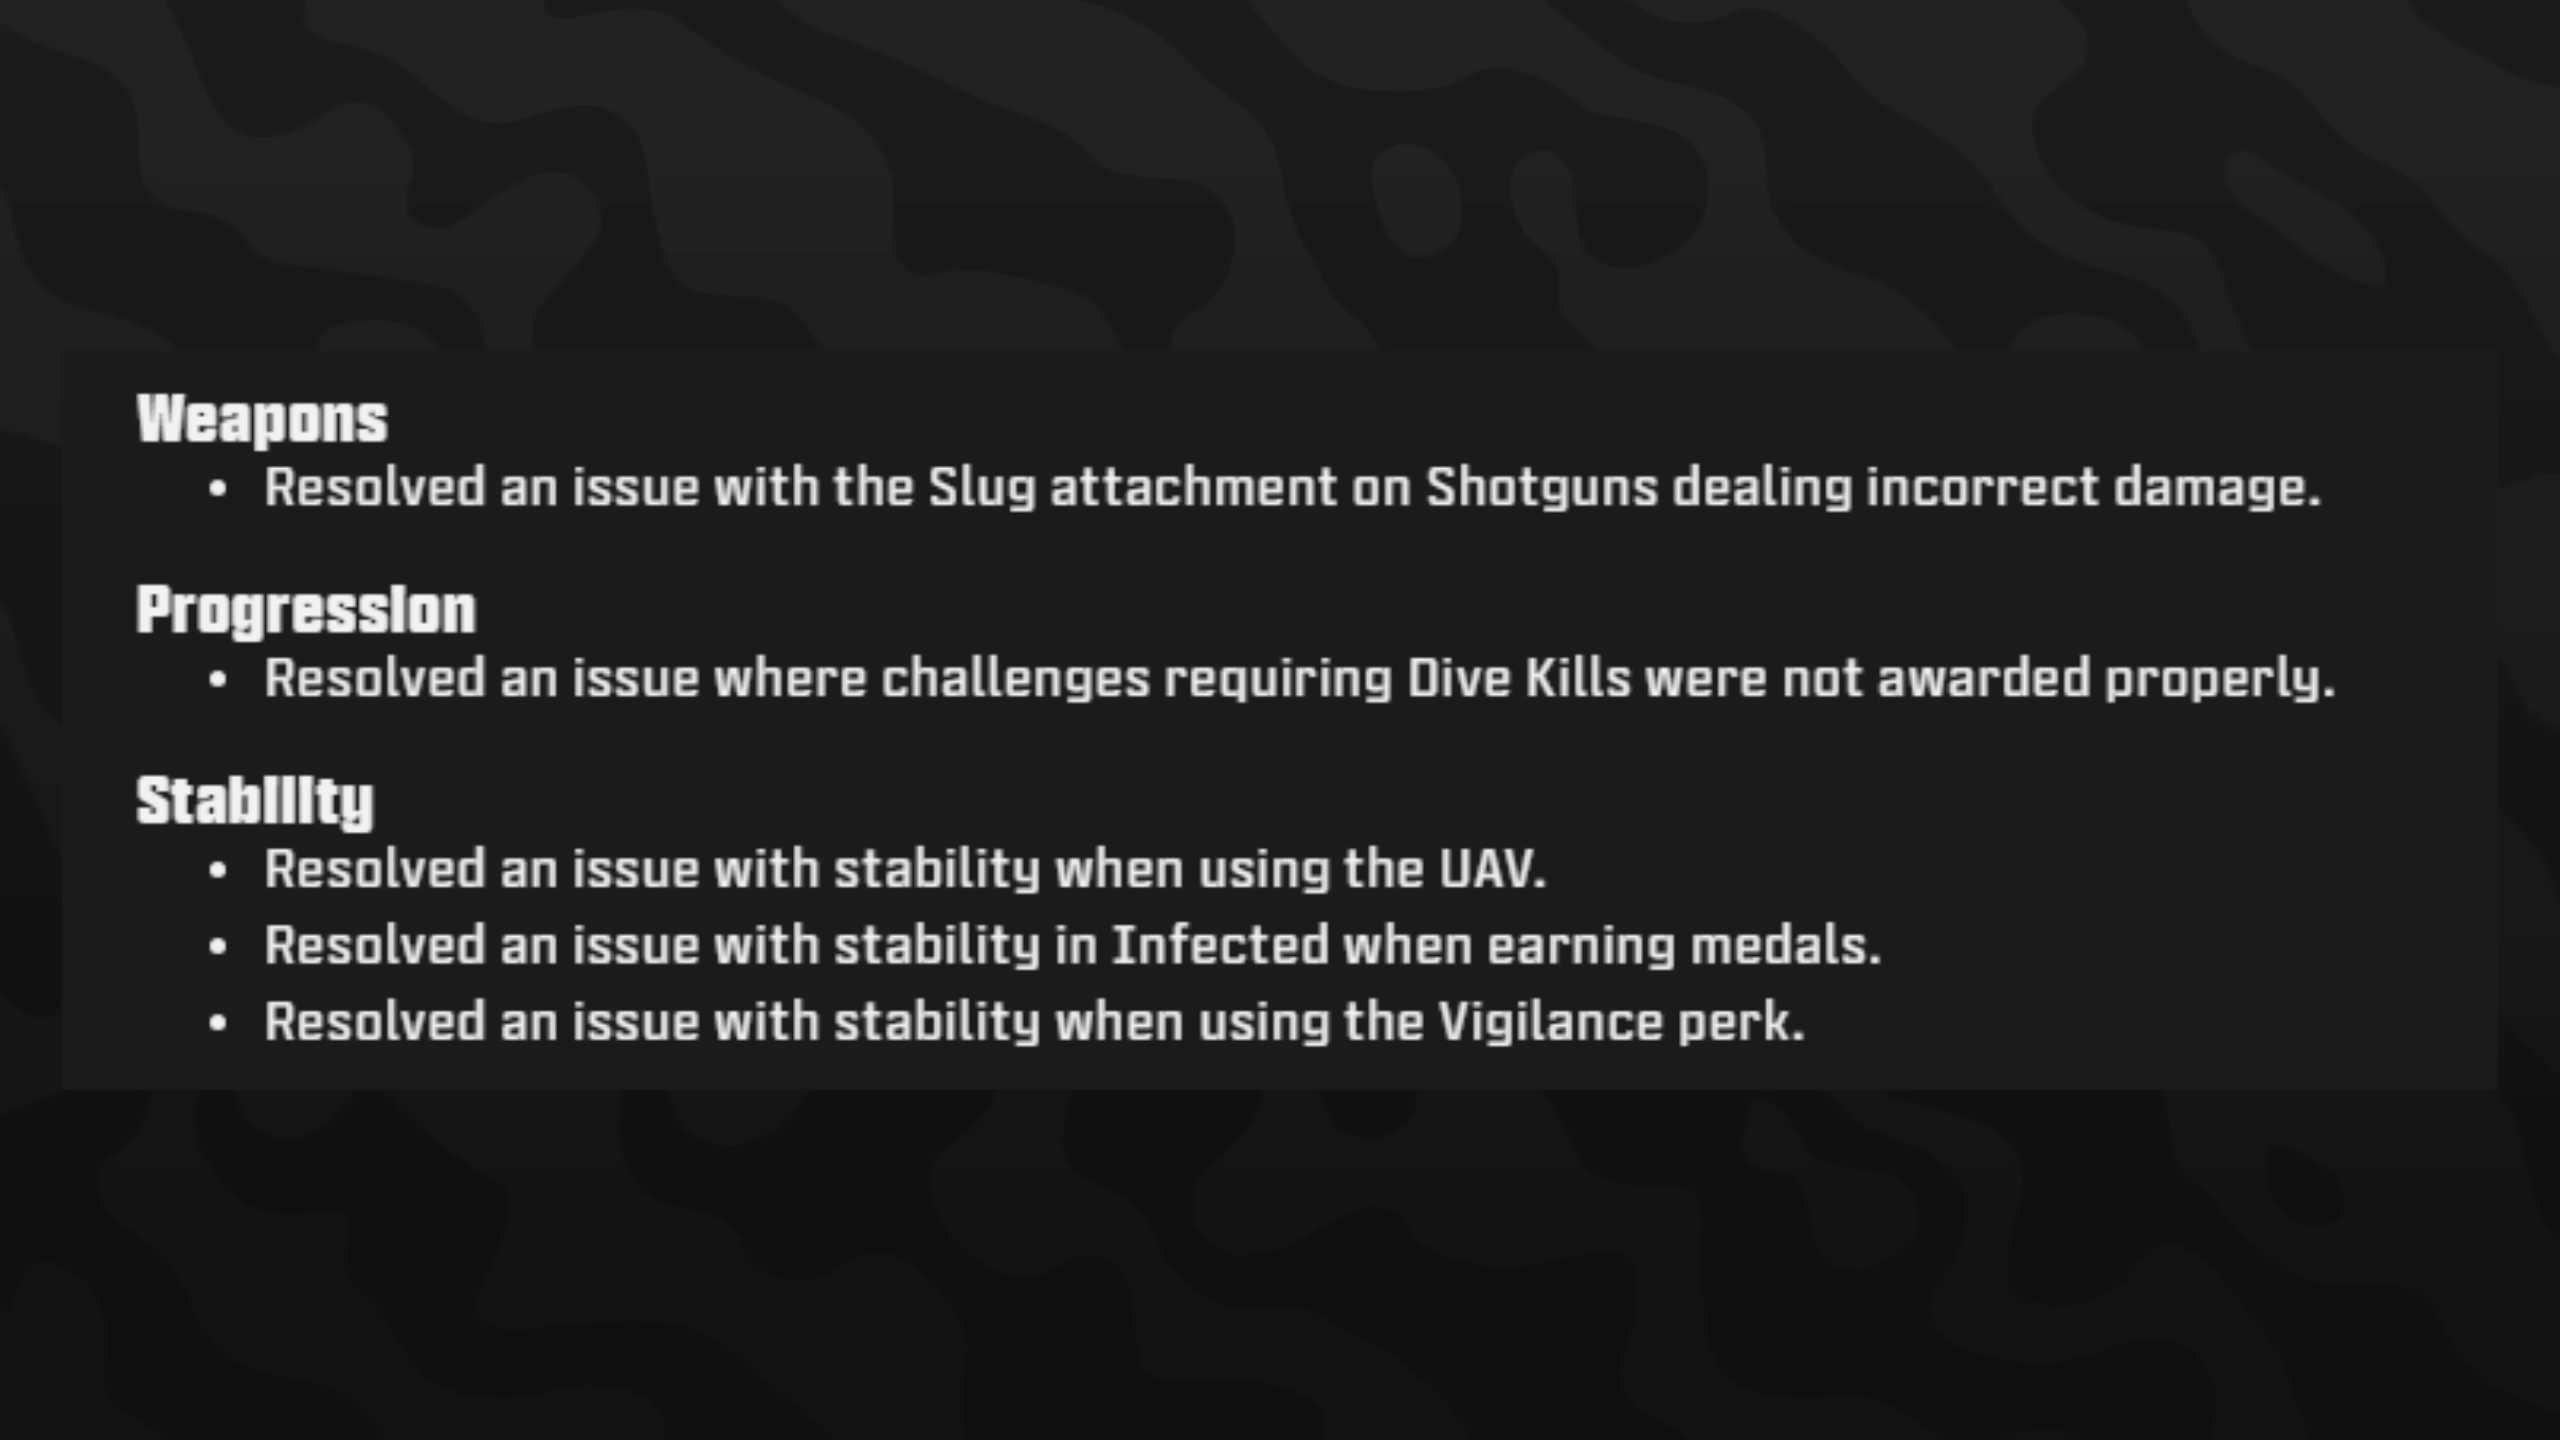 Weapons
• Resolved an issue with the Slug attachment on Shotguns dealing incorrect damage.
Progression
• Resolved an issue where challenges requiring Dive Kills were not awarded properly.
Stability
• Resolved an issue with stability when using the UAV.
• Resolved an issue with stability in Infected when earning medals.
• Resolved an issue with stability when using the Vigilance perk.